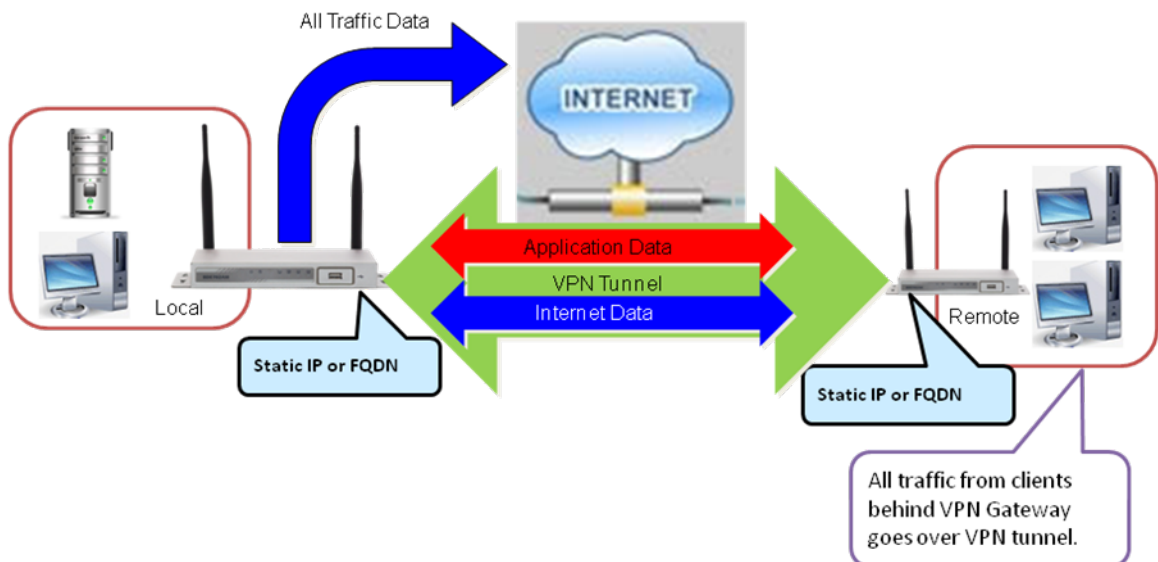 All Traffic Data
INTERNET
Application Data
VPN Tunnel
Internet Data
Local
Remote
Static IP or FQDN
Static IP or FQDN
All traffic from clients
behind VPN Gateway
goes over VPN tunnel.